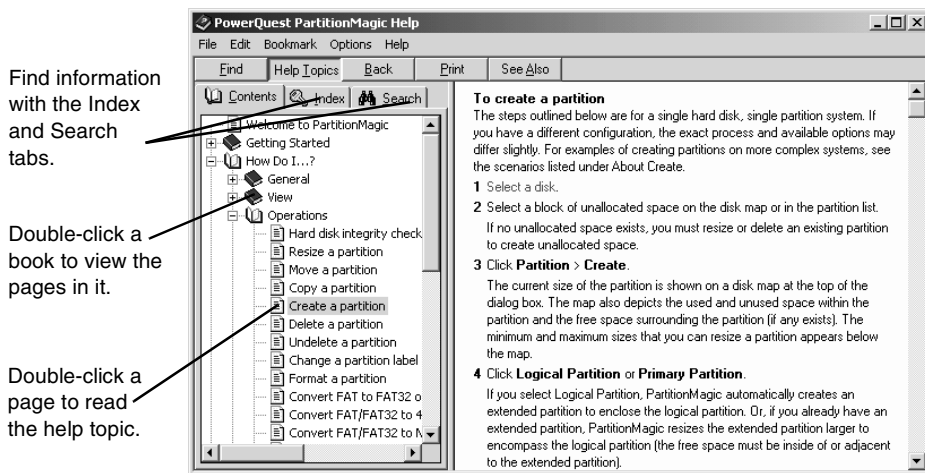 PowerQuest PartitionMagic Help
File Edit Bookmark Options Help
Find Help Topics Back Print See Also
Find information
with the Index
and Search
tabs.
Double-click a
book to view the
pages in it.
Double-click a
page to read
the help topic.
Contents Index Search
Welcome to PartitionMagic
Getting Started
How Do I...?
General
View
Operations
Hard disk integrity check
Resize a partition
Move a partition
Copy a partition
Create a partition
Delete a partition
Undelete a partition
Change a partition label
Format a partition
Convert FAT to FAT32 o
Convert FAT/FAT32 to 4
Convert FAT/FAT32 to N
To create a partition
The steps outlined below are for a single hard disk, single partition system. If
you have a different configuration, the exact process and available options may
differ slightly. For examples of creating partitions on more complex systems, see
the scenarios listed under About Create.
1 Select a disk.
2 Select a block of unallocated space on the disk map or in the partition list.
If no unallocated space exists, you must resize or delete an existing partition
to create unallocated space.
3 Click Partition > Create.
The current size of the partition is shown on a disk map at the top of the
dialog box. The map also depicts the used and unused space within the
partition and the free space surrounding the partition (if any exists). The
minimum and maximum sizes that you can resize a partition appears below
the map.
4 Click Logical Partition or Primary Partition.
If you select Logical Partition, PartitionMagic automatically creates an
extended partition to enclose the logical partition. Or, if you already have an
extended partition, PartitionMagic resizes the extended partition larger to
encompass the logical partition (the free space must be inside of or adjacent
to the extended partition).